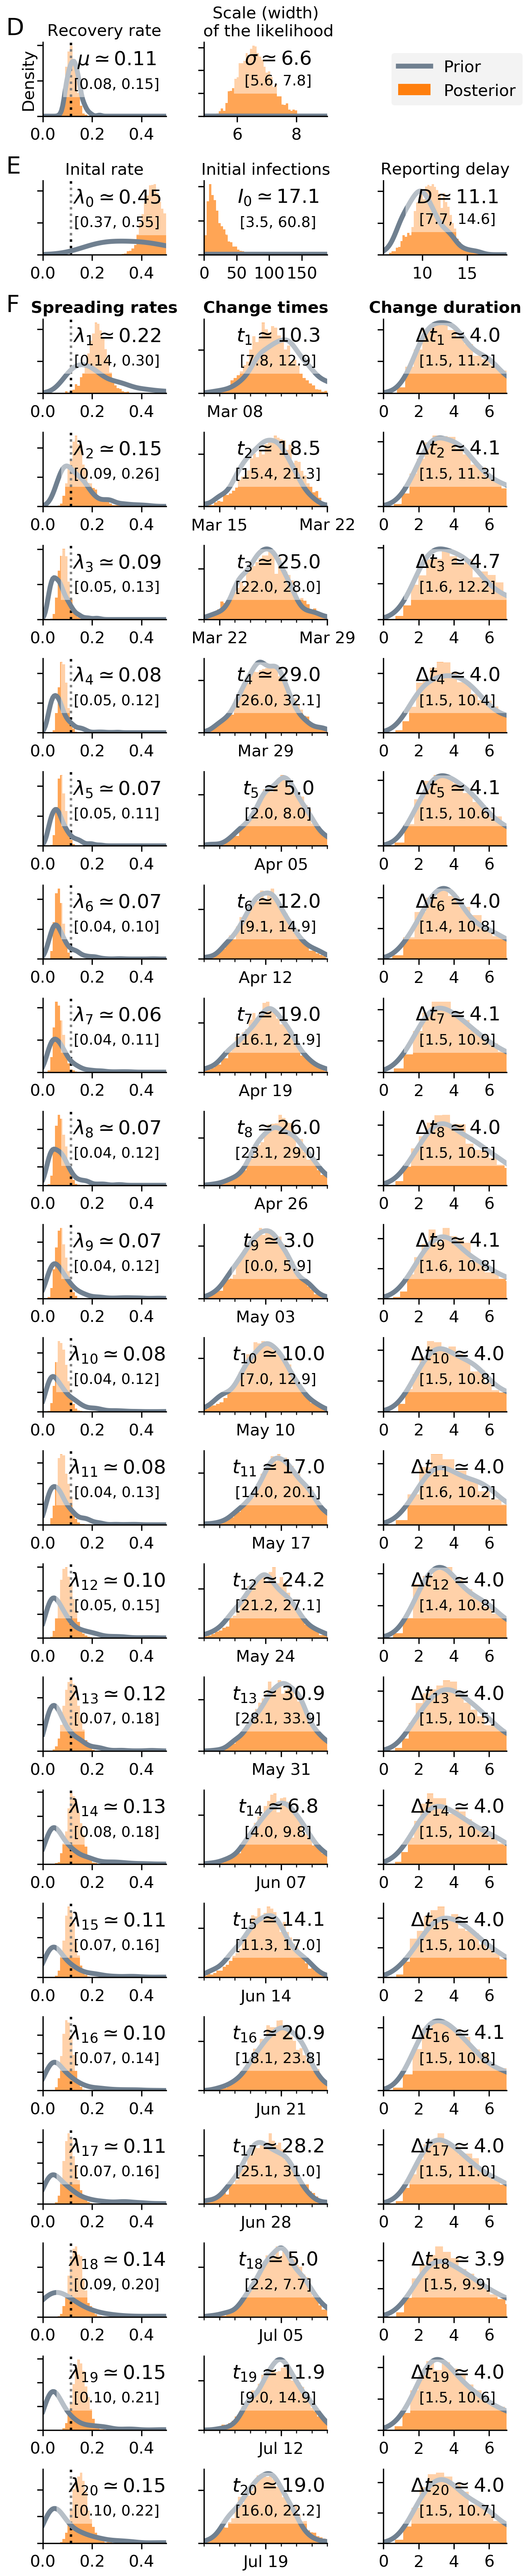 D
Recovery rate
Scale (width)
of the likelihood
Density
μ ≃ 0.11
[0.08, 0.15]
σ ≃ 6.6
[5.6, 7.8]
Prior
Posterior
0.0 0.2 0.4
6 8
E
Inital rate
Initial infections
Reporting delay
λ0 ≃ 0.45
[0.37, 0.55]
I0 ≃ 17.1
[3.5, 60.8]
D ≃ 11.1
[7.7, 14.6]
0.0 0.2 0.4
0 50 100 150
10 15
F
Spreading rates
Change times
Change duration
λ1 ≃ 0.22
[0.14, 0.30]
t1 ≃ 10.3
[7.8, 12.9]
Δt1 ≃ 4.0
[1.5, 11.2]
0.0 0.2 0.4
Mar 08
0 2 4 6
λ2 ≃ 0.15
[0.09, 0.26]
t2 ≃ 18.5
[15.4, 21.3]
Δt2 ≃ 4.1
[1.5, 11.3]
0.0 0.2 0.4
Mar 15 Mar 22
0 2 4 6
λ3 ≃ 0.09
[0.05, 0.13]
t3 ≃ 25.0
[22.0, 28.0]
Δt3 ≃ 4.7
[1.6, 12.2]
0.0 0.2 0.4
Mar 22 Mar 29
0 2 4 6
λ4 ≃ 0.08
[0.05, 0.12]
t4 ≃ 29.0
[26.0, 32.1]
Δt4 ≃ 4.0
[1.5, 10.4]
0.0 0.2 0.4
Mar 29
0 2 4 6
λ5 ≃ 0.07
[0.05, 0.11]
t5 ≃ 5.0
[2.0, 8.0]
Δt5 ≃ 4.1
[1.5, 10.6]
0.0 0.2 0.4
Apr 05
0 2 4 6
λ6 ≃ 0.07
[0.04, 0.10]
t6 ≃ 12.0
[9.1, 14.9]
Δt6 ≃ 4.0
[1.4, 10.8]
0.0 0.2 0.4
Apr 12
0 2 4 6
λ7 ≃ 0.06
[0.04, 0.11]
t7 ≃ 19.0
[16.1, 21.9]
Δt7 ≃ 4.1
[1.5, 10.9]
0.0 0.2 0.4
Apr 19
0 2 4 6
λ8 ≃ 0.07
[0.04, 0.12]
t8 ≃ 26.0
[23.1, 29.0]
Δt8 ≃ 4.0
[1.5, 10.5]
0.0 0.2 0.4
Apr 26
0 2 4 6
λ9 ≃ 0.07
[0.04, 0.12]
t9 ≃ 3.0
[0.0, 5.9]
Δt9 ≃ 4.1
[1.6, 10.8]
0.0 0.2 0.4
May 03
0 2 4 6
λ10 ≃ 0.08
[0.04, 0.12]
t10 ≃ 10.0
[7.0, 12.9]
Δt10 ≃ 4.0
[1.5, 10.8]
0.0 0.2 0.4
May 10
0 2 4 6
λ11 ≃ 0.08
[0.04, 0.13]
t11 ≃ 17.0
[14.0, 20.1]
Δt11 ≃ 4.0
[1.6, 10.2]
0.0 0.2 0.4
May 17
0 2 4 6
λ12 ≃ 0.10
[0.05, 0.15]
t12 ≃ 24.2
[21.2, 27.1]
Δt12 ≃ 4.0
[1.4, 10.8]
0.0 0.2 0.4
May 24
0 2 4 6
λ13 ≃ 0.12
[0.07, 0.18]
t13 ≃ 30.9
[28.1, 33.9]
Δt13 ≃ 4.0
[1.5, 10.5]
0.0 0.2 0.4
May 31
0 2 4 6
λ14 ≃ 0.13
[0.08, 0.18]
t14 ≃ 6.8
[4.0, 9.8]
Δt14 ≃ 4.0
[1.5, 10.2]
0.0 0.2 0.4
Jun 07
0 2 4 6
λ15 ≃ 0.11
[0.07, 0.16]
t15 ≃ 14.1
[11.3, 17.0]
Δt15 ≃ 4.0
[1.5, 10.0]
0.0 0.2 0.4
Jun 14
0 2 4 6
λ16 ≃ 0.10
[0.07, 0.14]
t16 ≃ 20.9
[18.1, 23.8]
Δt16 ≃ 4.1
[1.5, 10.8]
0.0 0.2 0.4
Jun 21
0 2 4 6
λ17 ≃ 0.11
[0.07, 0.16]
t17 ≃ 28.2
[25.1, 31.0]
Δt17 ≃ 4.0
[1.5, 11.0]
0.0 0.2 0.4
Jun 28
0 2 4 6
λ18 ≃ 0.14
[0.09, 0.20]
t18 ≃ 5.0
[2.2, 7.7]
Δt18 ≃ 3.9
[1.5, 9.9]
0.0 0.2 0.4
Jul 05
0 2 4 6
λ19 ≃ 0.15
[0.10, 0.21]
t19 ≃ 11.9
[9.0, 14.9]
Δt19 ≃ 4.0
[1.5, 10.6]
0.0 0.2 0.4
Jul 12
0 2 4 6
λ20 ≃ 0.15
[0.10, 0.22]
t20 ≃ 19.0
[16.0, 22.2]
Δt20 ≃ 4.0
[1.5, 10.7]
0.0 0.2 0.4
Jul 19
0 2 4 6